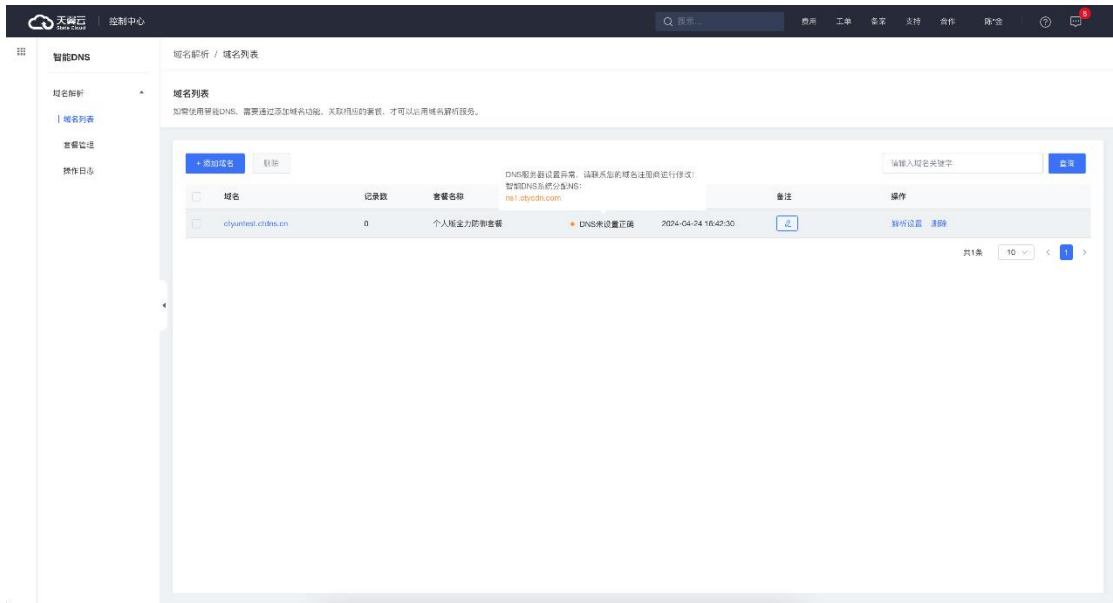 天翼云
State Cloud
控制中心
搜索...
费用
工单
备案
支持
合作
陈*金
智能DNS
域名解析
域名列表
套餐管理
操作日志
域名解析 / 域名列表
域名列表
如需使用智能DNS，需要通过添加域名功能，关联相应的套餐，才可以启用域名解析服务。
+ 添加域名
删除
请输入域名关键字
查询
DNS服务器设置异常，请联系您的域名注册商进行修改：
智能DNS系统分配NS：
ns1.ctycdn.com
域名
记录数
套餐名称
备注
操作
ctyuntest.ctdns.cn
0
个人版全力防御套餐
DNS未设置正确
2024-04-24 16:42:30
解析设置 删除
共1条
10
1